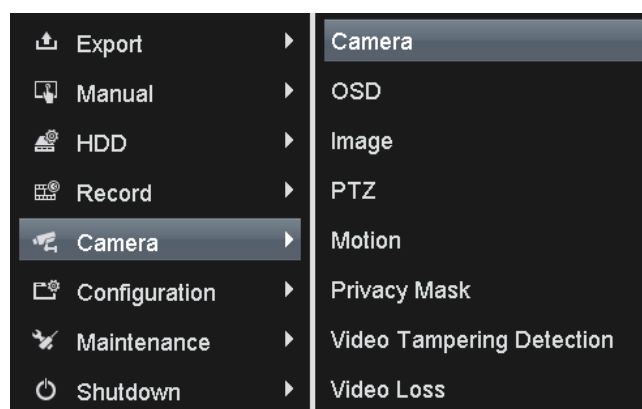 Export
Manual
HDD
Record
Camera
Configuration
Maintenance
Shutdown
Camera
OSD
Image
PTZ
Motion
Privacy Mask
Video Tampering Detection
Video Loss